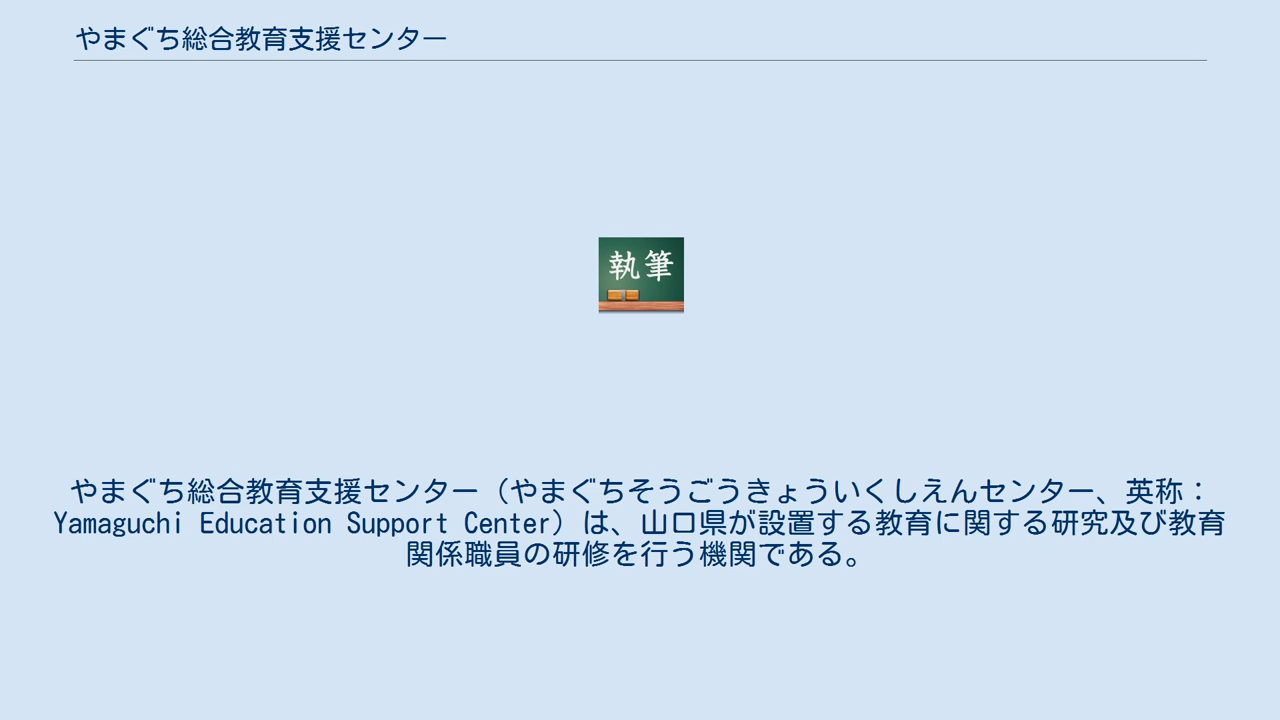 やまぐち総合教育支援センター
執筆
やまぐち総合教育支援センター（やまぐちそうごうきょういくしえんセンター、英称：
Yamaguchi Education Support Center）は、山口県が設置する教育に関する研究及び教育
関係職員の研修を行う機関である。